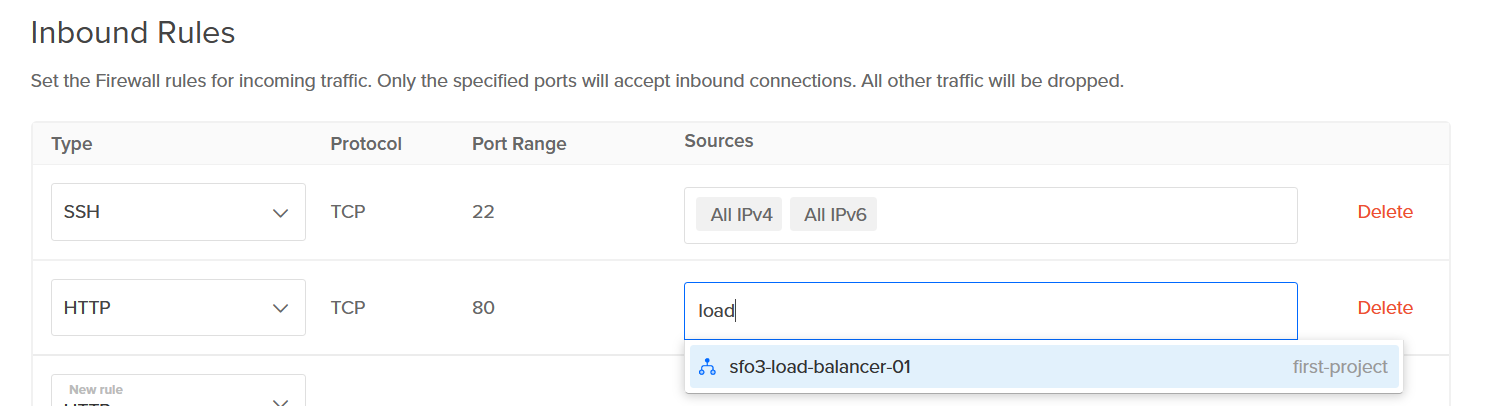 Inbound Rules
Set the Firewall rules for incoming traffic. Only the specified ports will accept inbound connections. All other traffic will be dropped.
Type Protocol Port Range Sources
SSH TCP 22 All IPv4 All IPv6 Delete
HTTP TCP 80 load Delete
sfo3-load-balancer-01 first-project
New rule